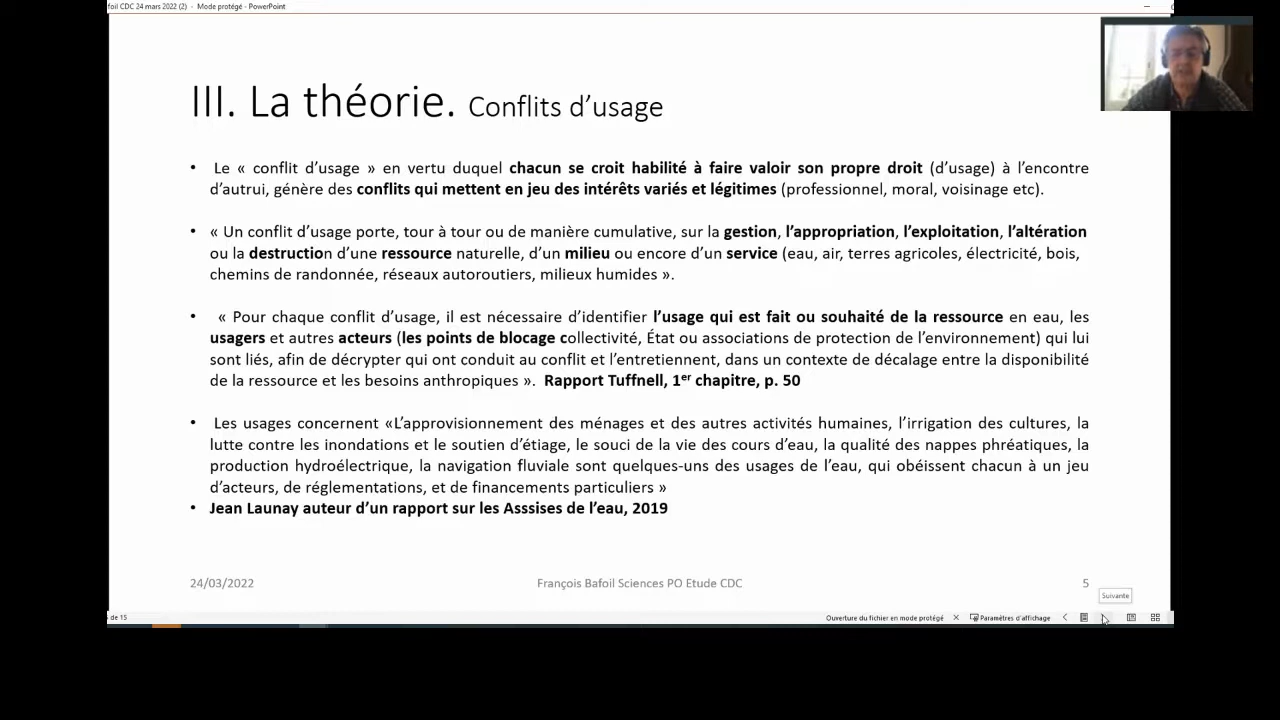 foil CDC 24 mars 2022 (2) - Mode protégé - PowerPoint
III. La théorie. Conflits d’usage
• Le « conflit d’usage » en vertu duquel chacun se croit habilité à faire valoir son propre droit (d’usage) à l’encontre
d’autrui, génère des conflits qui mettent en jeu des intérêts variés et légitimes (professionnel, moral, voisinage etc).
• « Un conflit d’usage porte, tour à tour ou de manière cumulative, sur la gestion, l’appropriation, l’exploitation, l’altération
ou la destruction d’une ressource naturelle, d’un milieu ou encore d’un service (eau, air, terres agricoles, électricité, bois,
chemins de randonnée, réseaux autoroutiers, milieux humides ».
• « Pour chaque conflit d’usage, il est nécessaire d’identifier l’usage qui est fait ou souhaité de la ressource en eau, les
usagers et autres acteurs (les points de blocage collectivité, État ou associations de protection de l’environnement) qui lui
sont liés, afin de décrypter qui ont conduit au conflit et l’entretiennent, dans un contexte de décalage entre la disponibilité
de la ressource et les besoins anthropiques ». Rapport Tuffnell, 1er chapitre, p. 50
• Les usages concernent «L’approvisionnement des ménages et des autres activités humaines, l’irrigation des cultures, la
lutte contre les inondations et le soutien d’étiage, le souci de la vie des cours d’eau, la qualité des nappes phréatiques, la
production hydroélectrique, la navigation fluviale sont quelques-uns des usages de l’eau, qui obéissent chacun à un jeu
d’acteurs, de réglementations, et de financements particuliers »
• Jean Launay auteur d’un rapport sur les Asssises de l’eau, 2019
24/03/2022 François Bafoil Sciences PO Etude CDC 5
Suivante
de 15 Ouverture du fichier en mode protégé Paramètres d'affichage